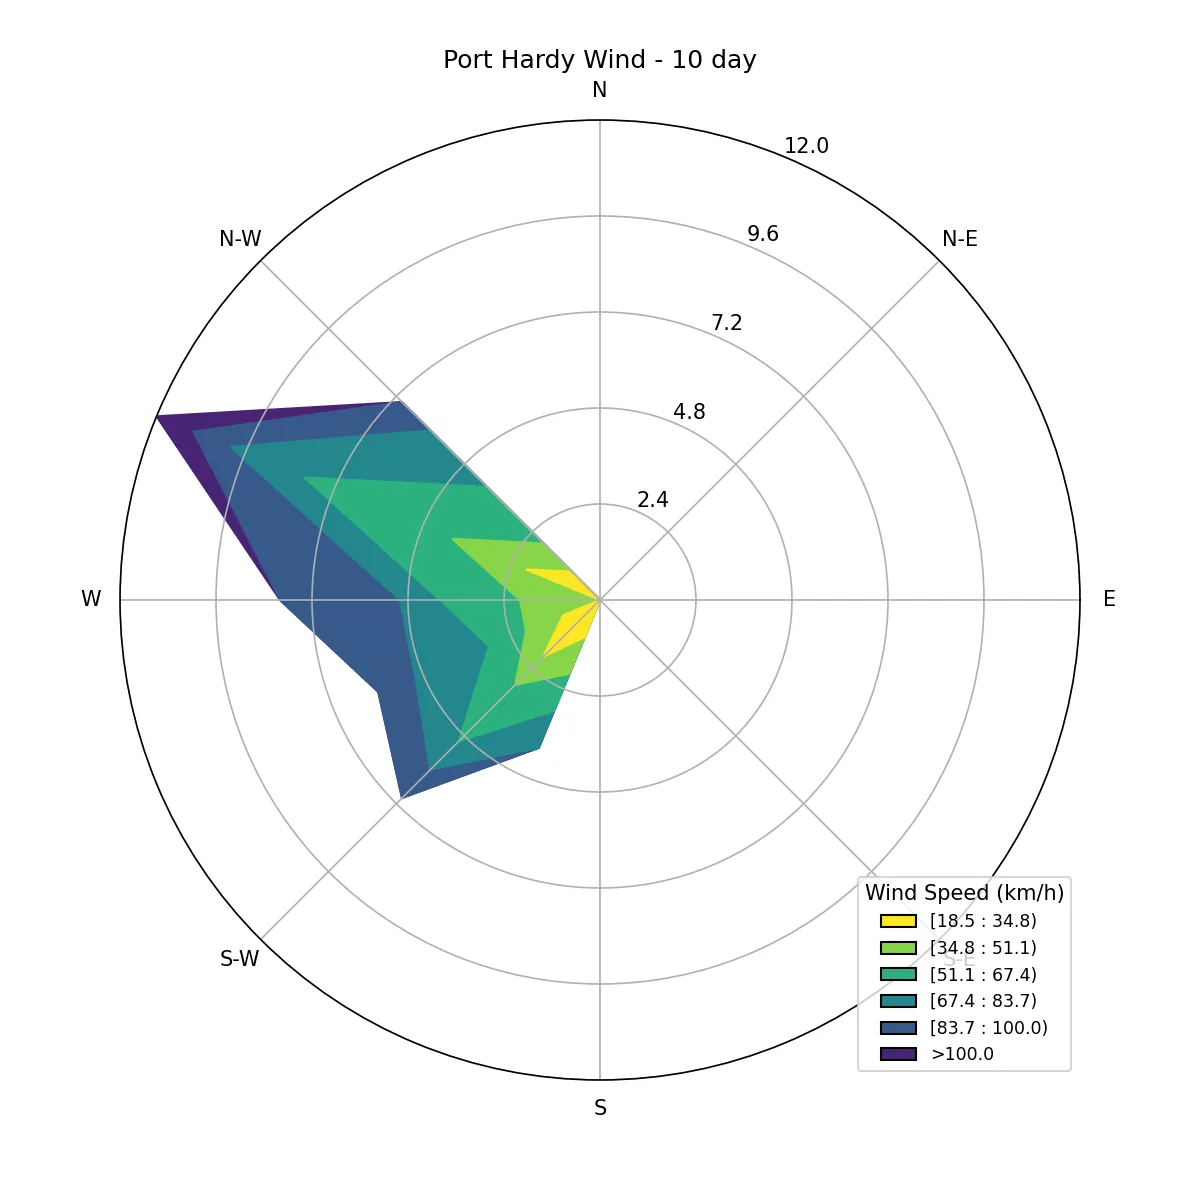 Port Hardy Wind - 10 day
N
12.0
N-W
9.6
N-E
7.2
4.8
2.4
W
E
S-W
S-E
S
Wind Speed (km/h)
[18.5 : 34.8)
[34.8 : 51.1)
[51.1 : 67.4)
[67.4 : 83.7)
[83.7 : 100.0)
>100.0